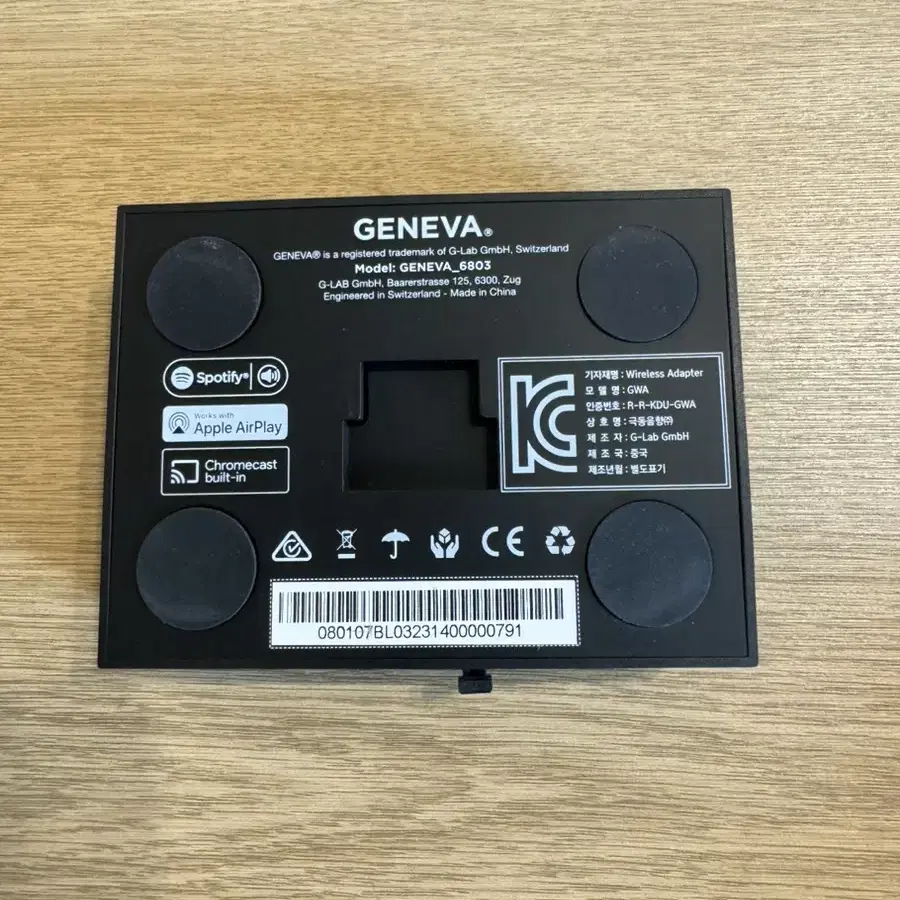 GENEVA®
GENEVA® is a registered trademark of G-Lab GmbH, Switzerland
Model: GENEVA_6803
G-LAB GmbH, Baarerstrasse 125, 6300, Zug
Engineered in Switzerland - Made in China
Spotify®
Works with
Apple AirPlay
Chromecast
built-in
기자재명 : Wireless Adapter
모 델 명 : GWA
인증번호 : R-R-KDU-GWA
상 호 명 : 극동음향㈜
제 조 자 : G-Lab GmbH
제 조 국 : 중국
제조년월 : 별도표기
CE
080107BL03231400000791